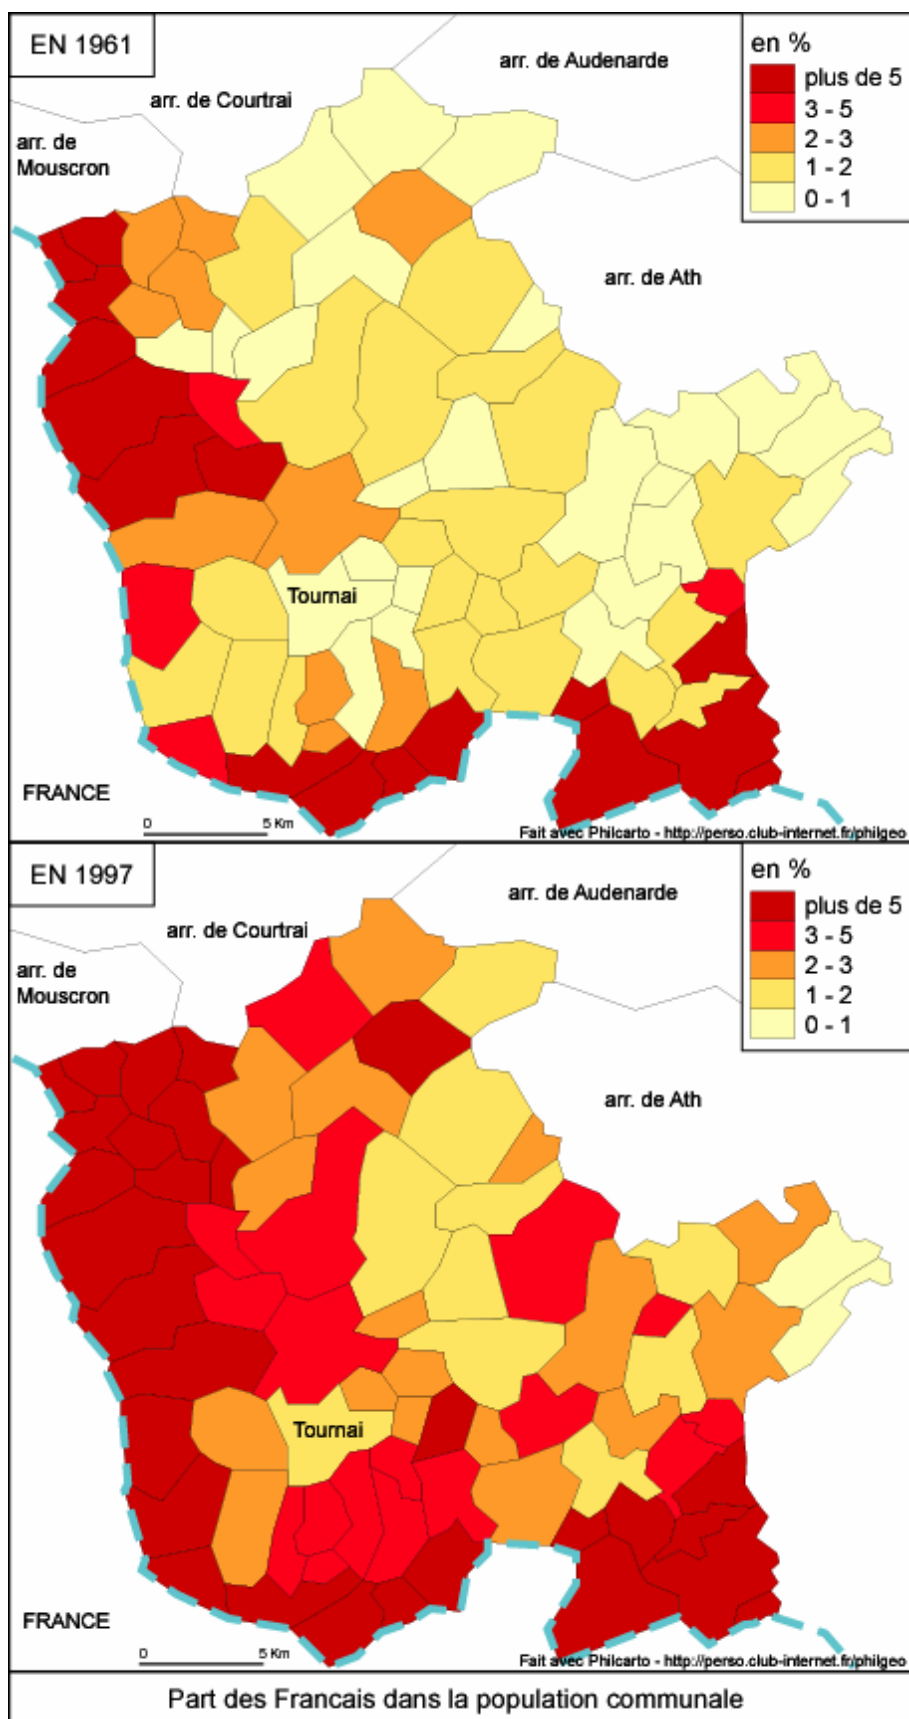 EN 1961
en %
plus de 5
3 - 5
2 - 3
1 - 2
0 - 1
arr. de Audenarde
arr. de Courtrai
arr. de
Mouscron
arr. de Ath
Tournai
FRANCE
0 5 Km
Fait avec Philcarto - http://perso.club-internet.fr/philgeo
EN 1997
en %
plus de 5
3 - 5
2 - 3
1 - 2
0 - 1
arr. de Audenarde
arr. de Courtrai
arr. de
Mouscron
arr. de Ath
Tournai
FRANCE
0 5 Km
Fait avec Philcarto - http://perso.club-internet.fr/philgeo
Part des Francais dans la population communale